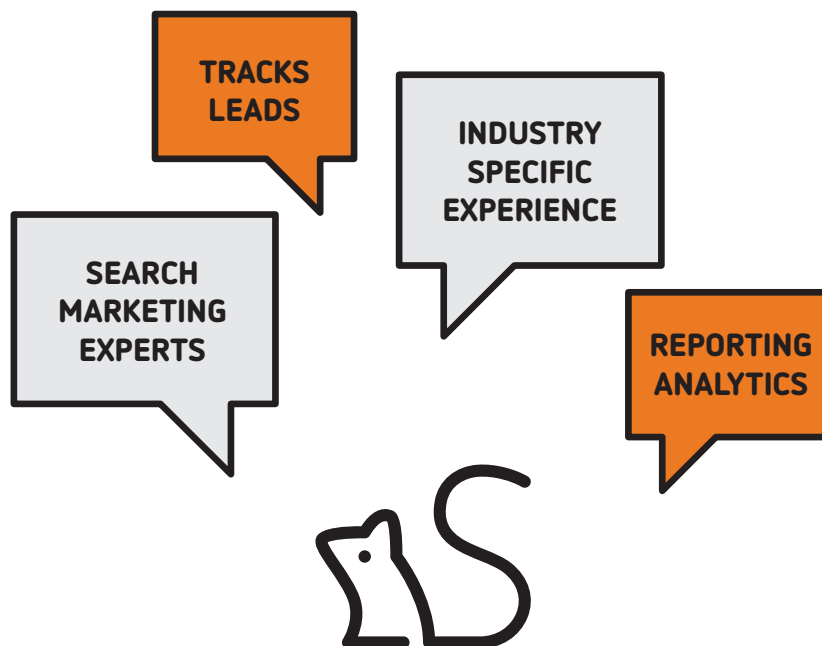 TRACKS
LEADS
INDUSTRY
SPECIFIC
EXPERIENCE
SEARCH
MARKETING
EXPERTS
REPORTING
ANALYTICS